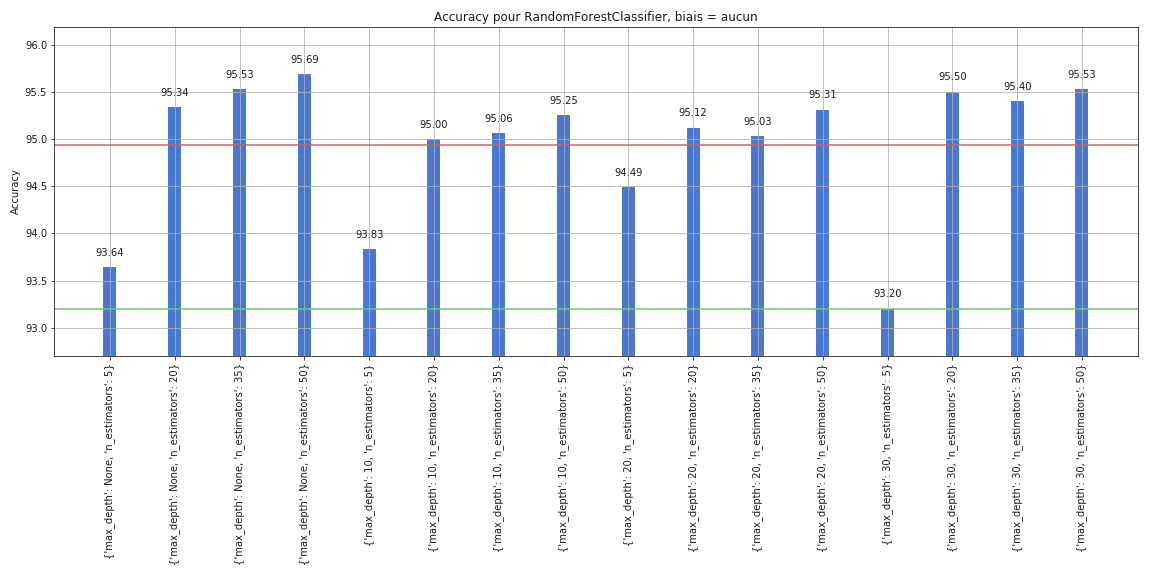 Accuracy pour RandomForestClassifier, biais = aucun
96.0
95.5
95.0
94.5
94.0
93.5
93.0
Accuracy
93.64
95.34
95.53
95.69
93.83
95.00
95.06
95.25
94.49
95.12
95.03
95.31
93.20
95.50
95.40
95.53
{'max_depth': None, 'n_estimators': 5}
{'max_depth': None, 'n_estimators': 20}
{'max_depth': None, 'n_estimators': 35}
{'max_depth': None, 'n_estimators': 50}
{'max_depth': 10, 'n_estimators': 5}
{'max_depth': 10, 'n_estimators': 20}
{'max_depth': 10, 'n_estimators': 35}
{'max_depth': 10, 'n_estimators': 50}
{'max_depth': 20, 'n_estimators': 5}
{'max_depth': 20, 'n_estimators': 20}
{'max_depth': 20, 'n_estimators': 35}
{'max_depth': 20, 'n_estimators': 50}
{'max_depth': 30, 'n_estimators': 5}
{'max_depth': 30, 'n_estimators': 20}
{'max_depth': 30, 'n_estimators': 35}
{'max_depth': 30, 'n_estimators': 50}